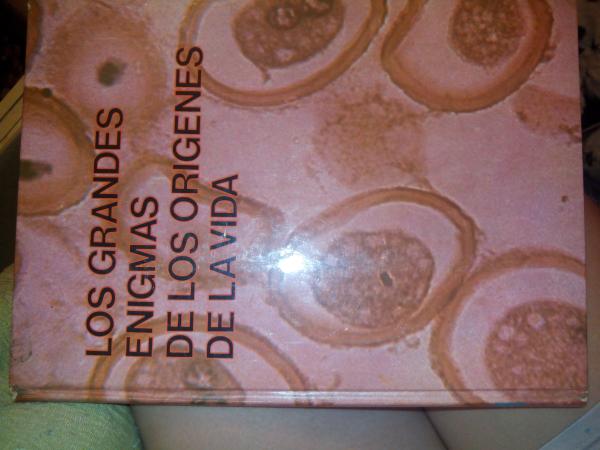 LOS GRANDES
ENIGMAS
DE LOS ORIGENES
DE LA VIDA